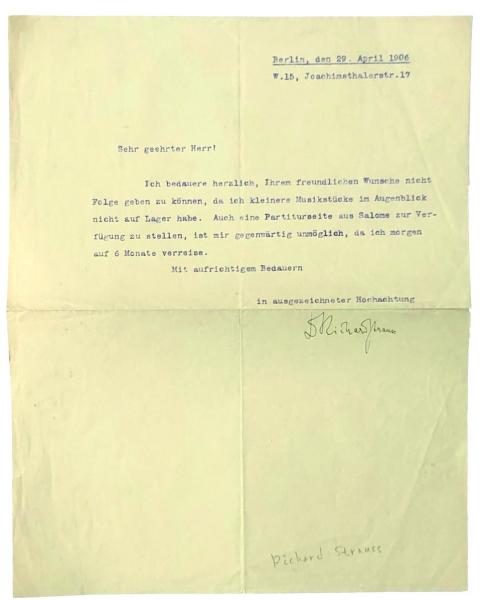 Berlin, den 29. April 1906
W.15, Joachimsthalerstr.17
Sehr geehrter Herr!
Ich bedauere herzlich, Ihrem freundlichen Wunsche nicht
Folge geben zu können, da ich kleinere Musikstücke im Augenblick
nicht auf Lager habe. Auch eine Partiturseite aus Salome zur Ver-
fügung zu stellen, ist mir gegenwärtig unmöglich, da ich morgen
auf 6 Monate verreise.
Mit aufrichtigem Bedauern
in ausgezeichneter Hochachtung
D Richard Strauss
Richard Strauss